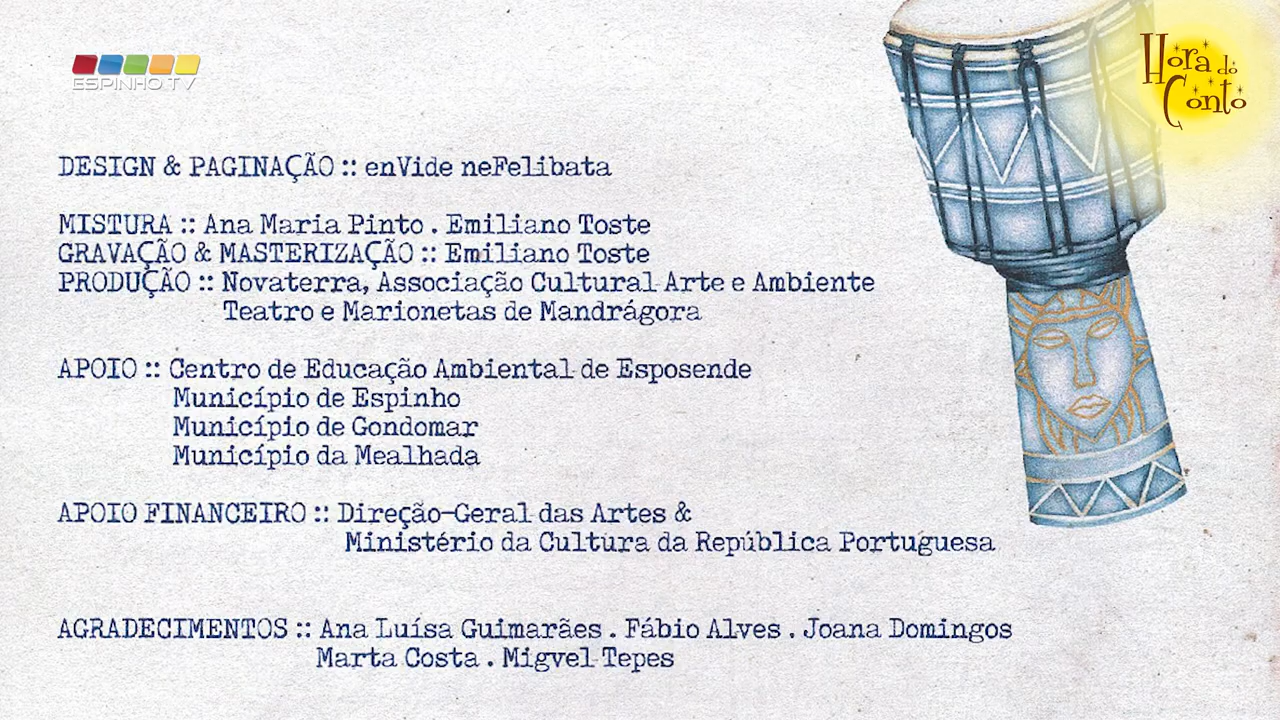 ESPINHO TV
Hora do
Conto
DESIGN & PAGINAÇÃO :: enVide neFelibata
MISTURA :: Ana Maria Pinto . Emiliano Toste
GRAVAÇÃO & MASTERIZAÇÃO :: Emiliano Toste
PRODUÇÃO :: Novaterra, Associação Cultural Arte e Ambiente
Teatro e Marionetas de Mandrágora
APOIO :: Centro de Educação Ambiental de Esposende
Município de Espinho
Município de Gondomar
Município da Mealhada
APOIO FINANCEIRO :: Direção-Geral das Artes &
Ministério da Cultura da República Portuguesa
AGRADECIMENTOS :: Ana Luísa Guimarães . Fábio Alves . Joana Domingos
Marta Costa . Migvel Tepes